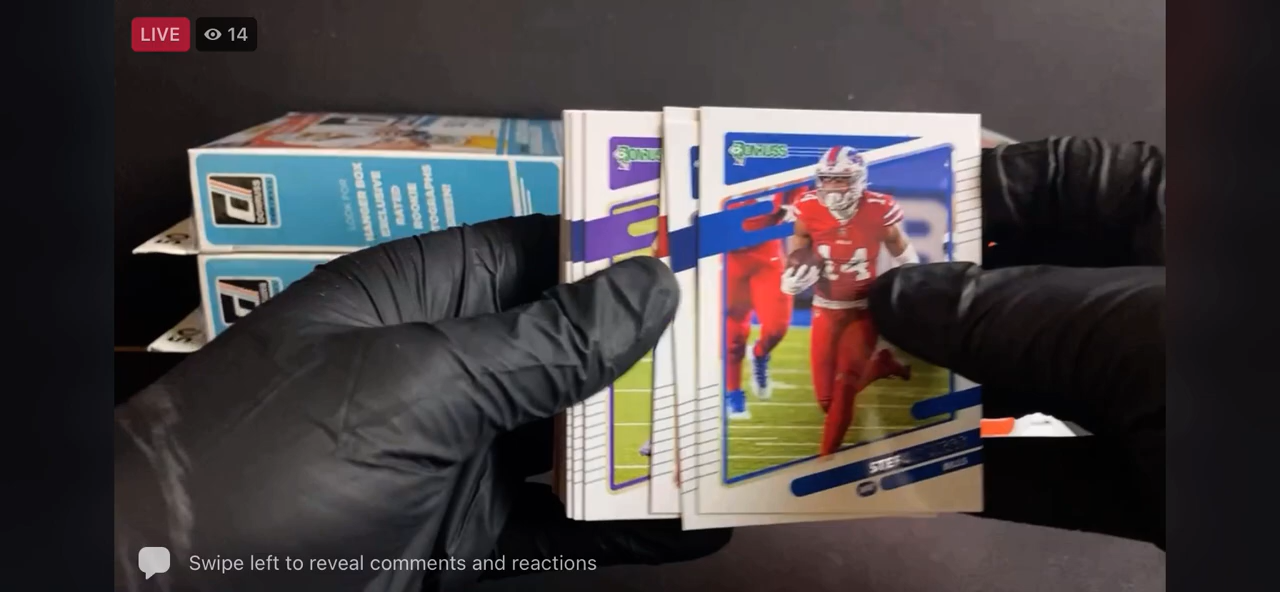 LIVE
14
DONRUSS
LOOK FOR
HANGER BOX
EXCLUSIVE
RATED
ROOKIE
DONRUSS
14
STEF
BILLS
Swipe left to reveal comments and reactions